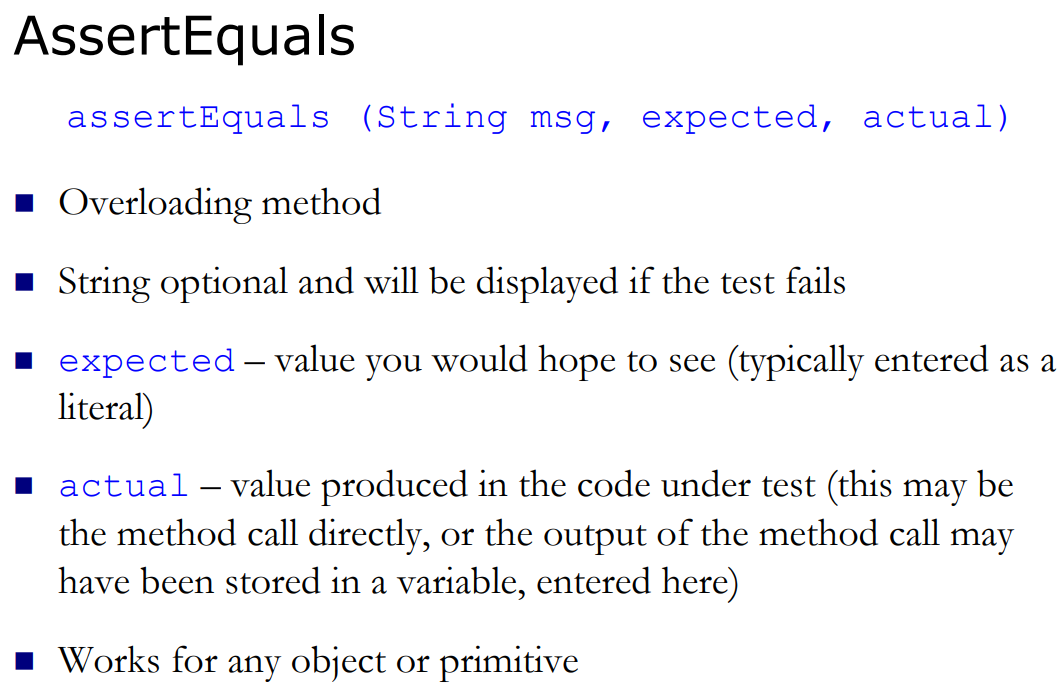 AssertEquals
assertEquals (String msg, expected, actual)
■ Overloading method
■ String optional and will be displayed if the test fails
■ expected – value you would hope to see (typically entered as a
literal)
■ actual – value produced in the code under test (this may be
the method call directly, or the output of the method call may
have been stored in a variable, entered here)
■ Works for any object or primitive